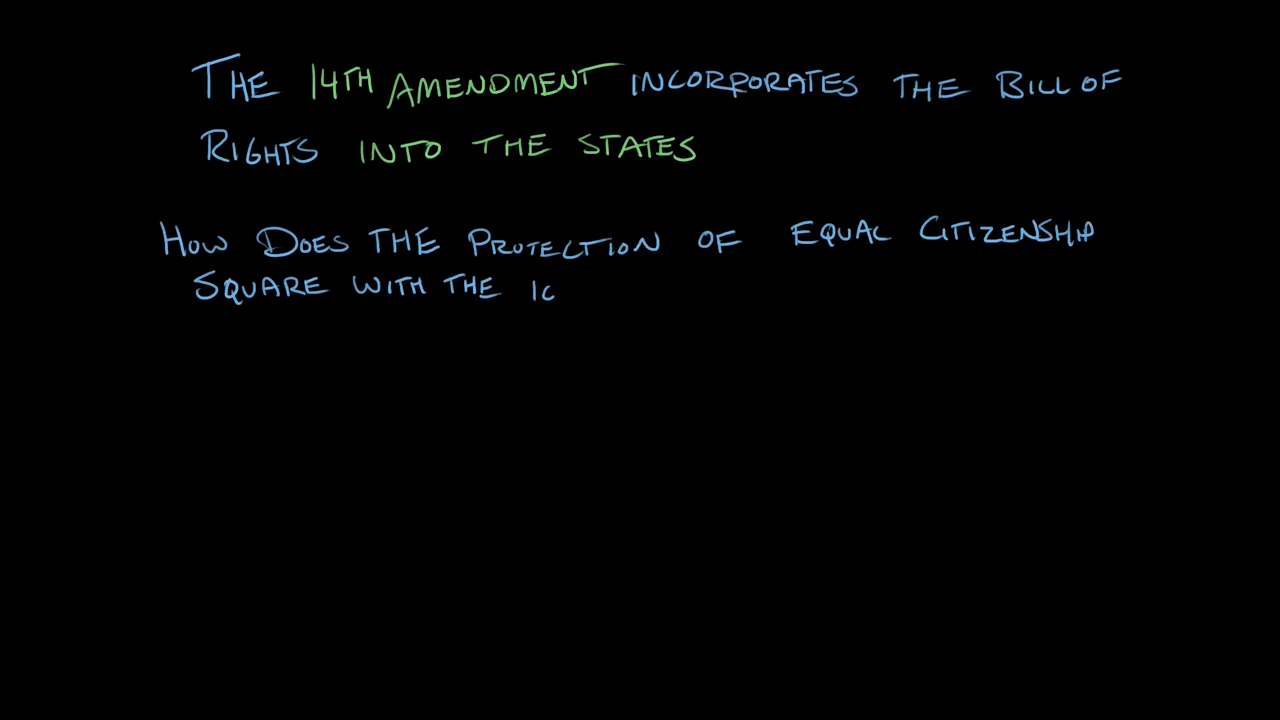 THE 14TH AMENDMENT INCORPORATES THE BILL OF
RIGHTS INTO THE STATES
HOW DOES THE PROTECTION OF EQUAL CITIZENSHIP
SQUARE WITH THE